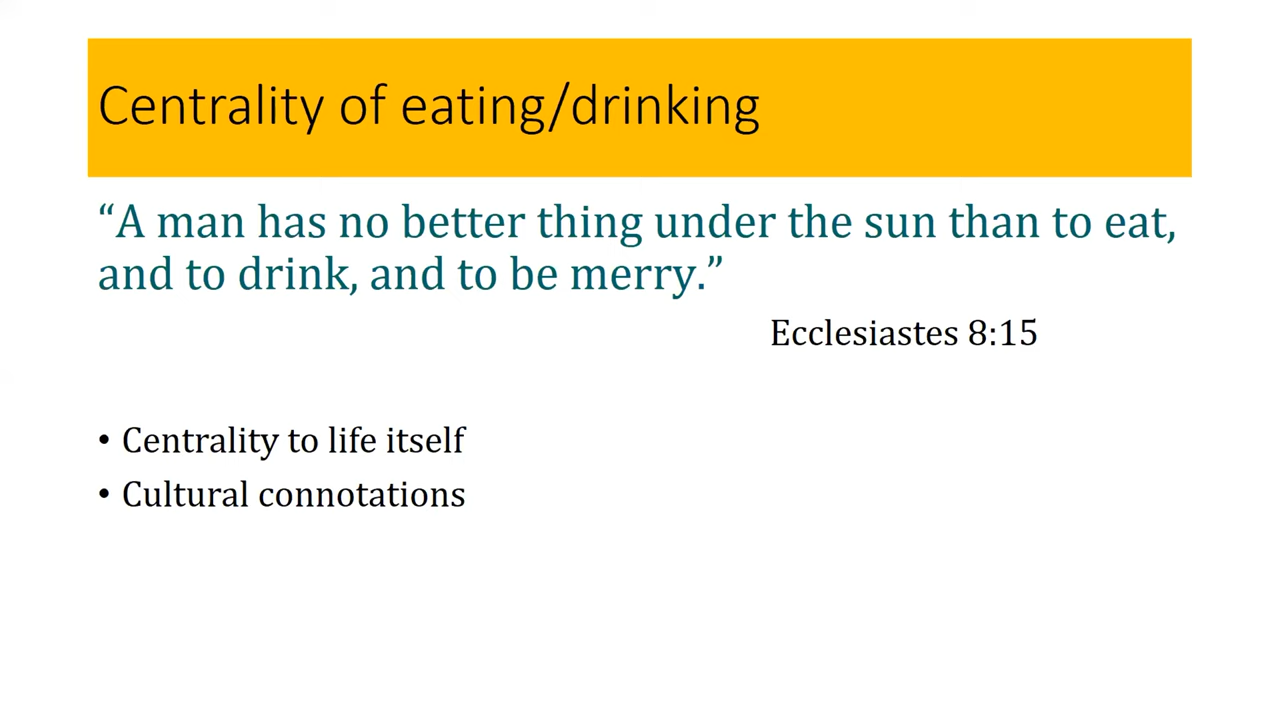 Centrality of eating/drinking
“A man has no better thing under the sun than to eat,
and to drink, and to be merry.”
Ecclesiastes 8:15
• Centrality to life itself
• Cultural connotations